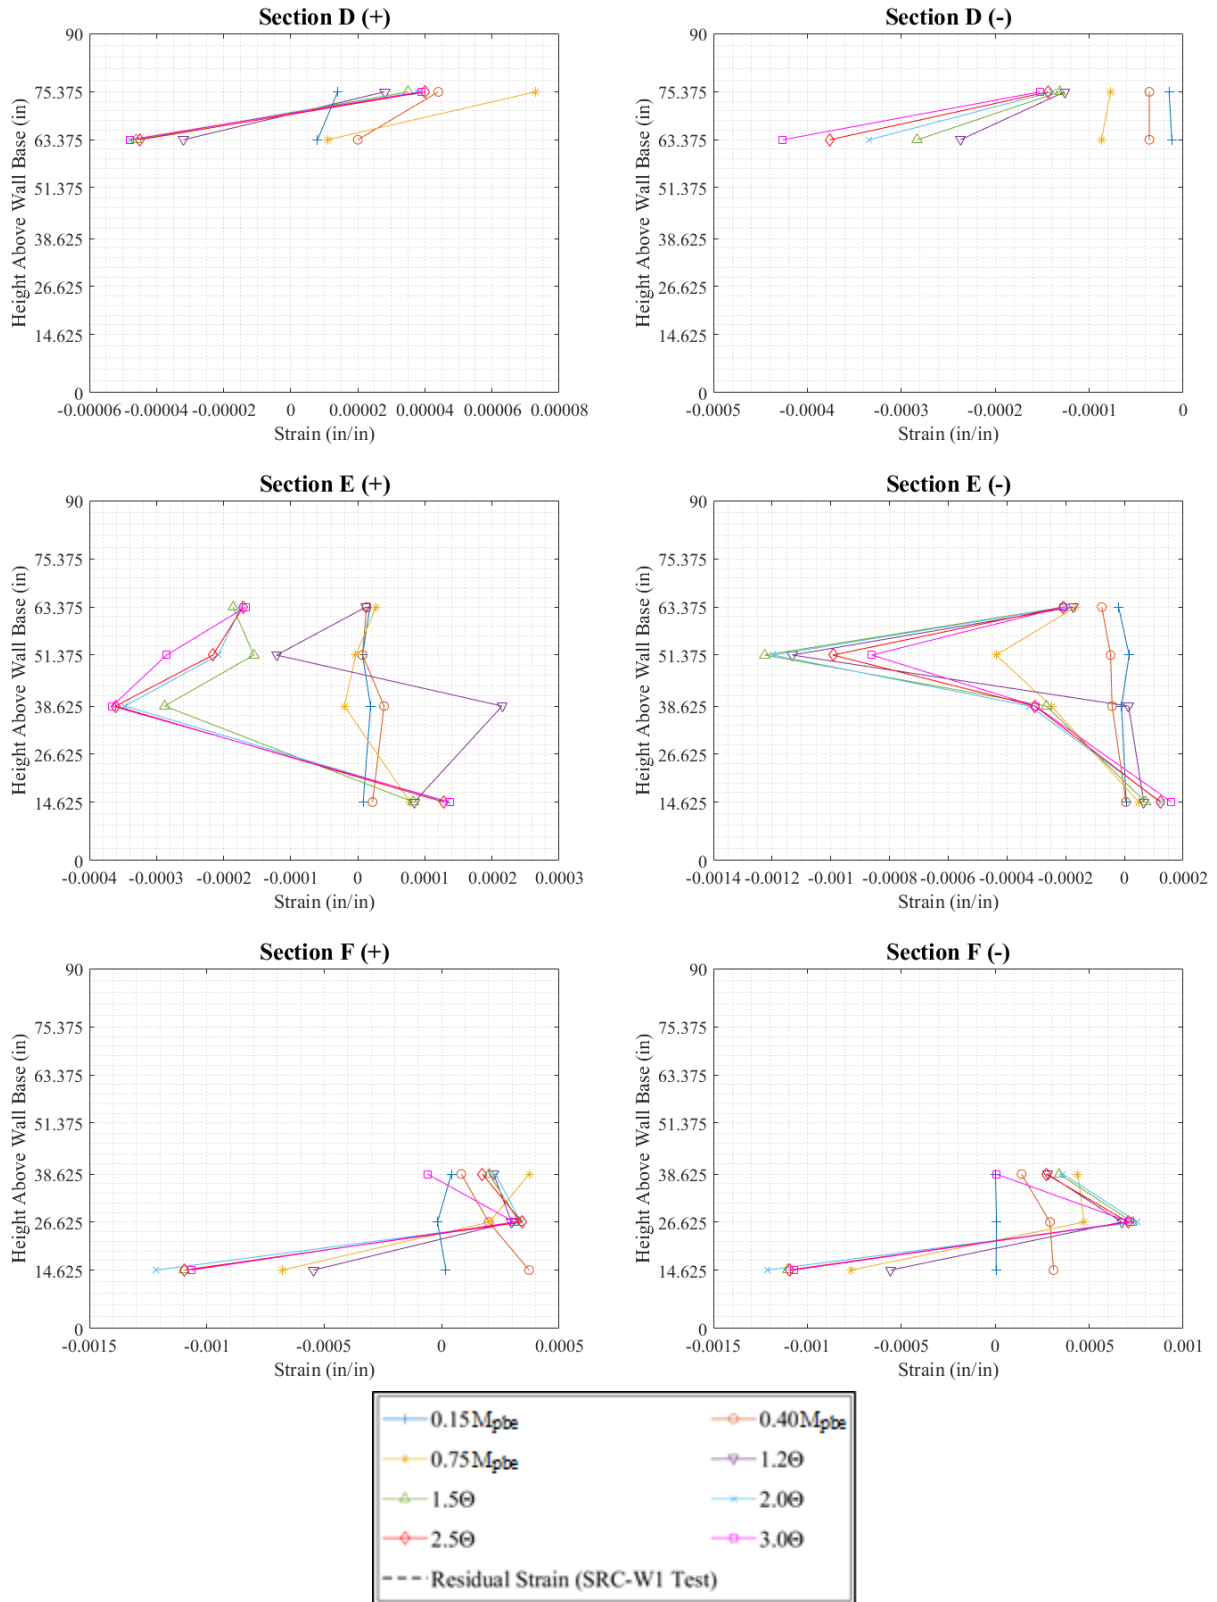 Section D (+)
90
75.375
63.375
51.375
38.625
26.625
14.625
0
Height Above Wall Base (in)
-0.00006 -0.00004 -0.00002 0 0.00002 0.00004 0.00006 0.00008
Strain (in/in)
Section D (-)
90
75.375
63.375
51.375
38.625
26.625
14.625
0
Height Above Wall Base (in)
-0.0005 -0.0004 -0.0003 -0.0002 -0.0001 0
Strain (in/in)
Section E (+)
90
75.375
63.375
51.375
38.625
26.625
14.625
0
Height Above Wall Base (in)
-0.0004 -0.0003 -0.0002 -0.0001 0 0.0001 0.0002 0.0003
Strain (in/in)
Section E (-)
90
75.375
63.375
51.375
38.625
26.625
14.625
0
Height Above Wall Base (in)
-0.0014 -0.0012 -0.001 -0.0008 -0.0006 -0.0004 -0.0002 0 0.0002
Strain (in/in)
Section F (+)
90
75.375
63.375
51.375
38.625
26.625
14.625
0
Height Above Wall Base (in)
-0.0015 -0.001 -0.0005 0 0.0005
Strain (in/in)
Section F (-)
90
75.375
63.375
51.375
38.625
26.625
14.625
0
Height Above Wall Base (in)
-0.0015 -0.001 -0.0005 0 0.0005 0.001
Strain (in/in)
0.15Mpbe 0.40Mpbe
0.75Mpbe 1.2Θ
1.5Θ 2.0Θ
2.5Θ 3.0Θ
Residual Strain (SRC-W1 Test)